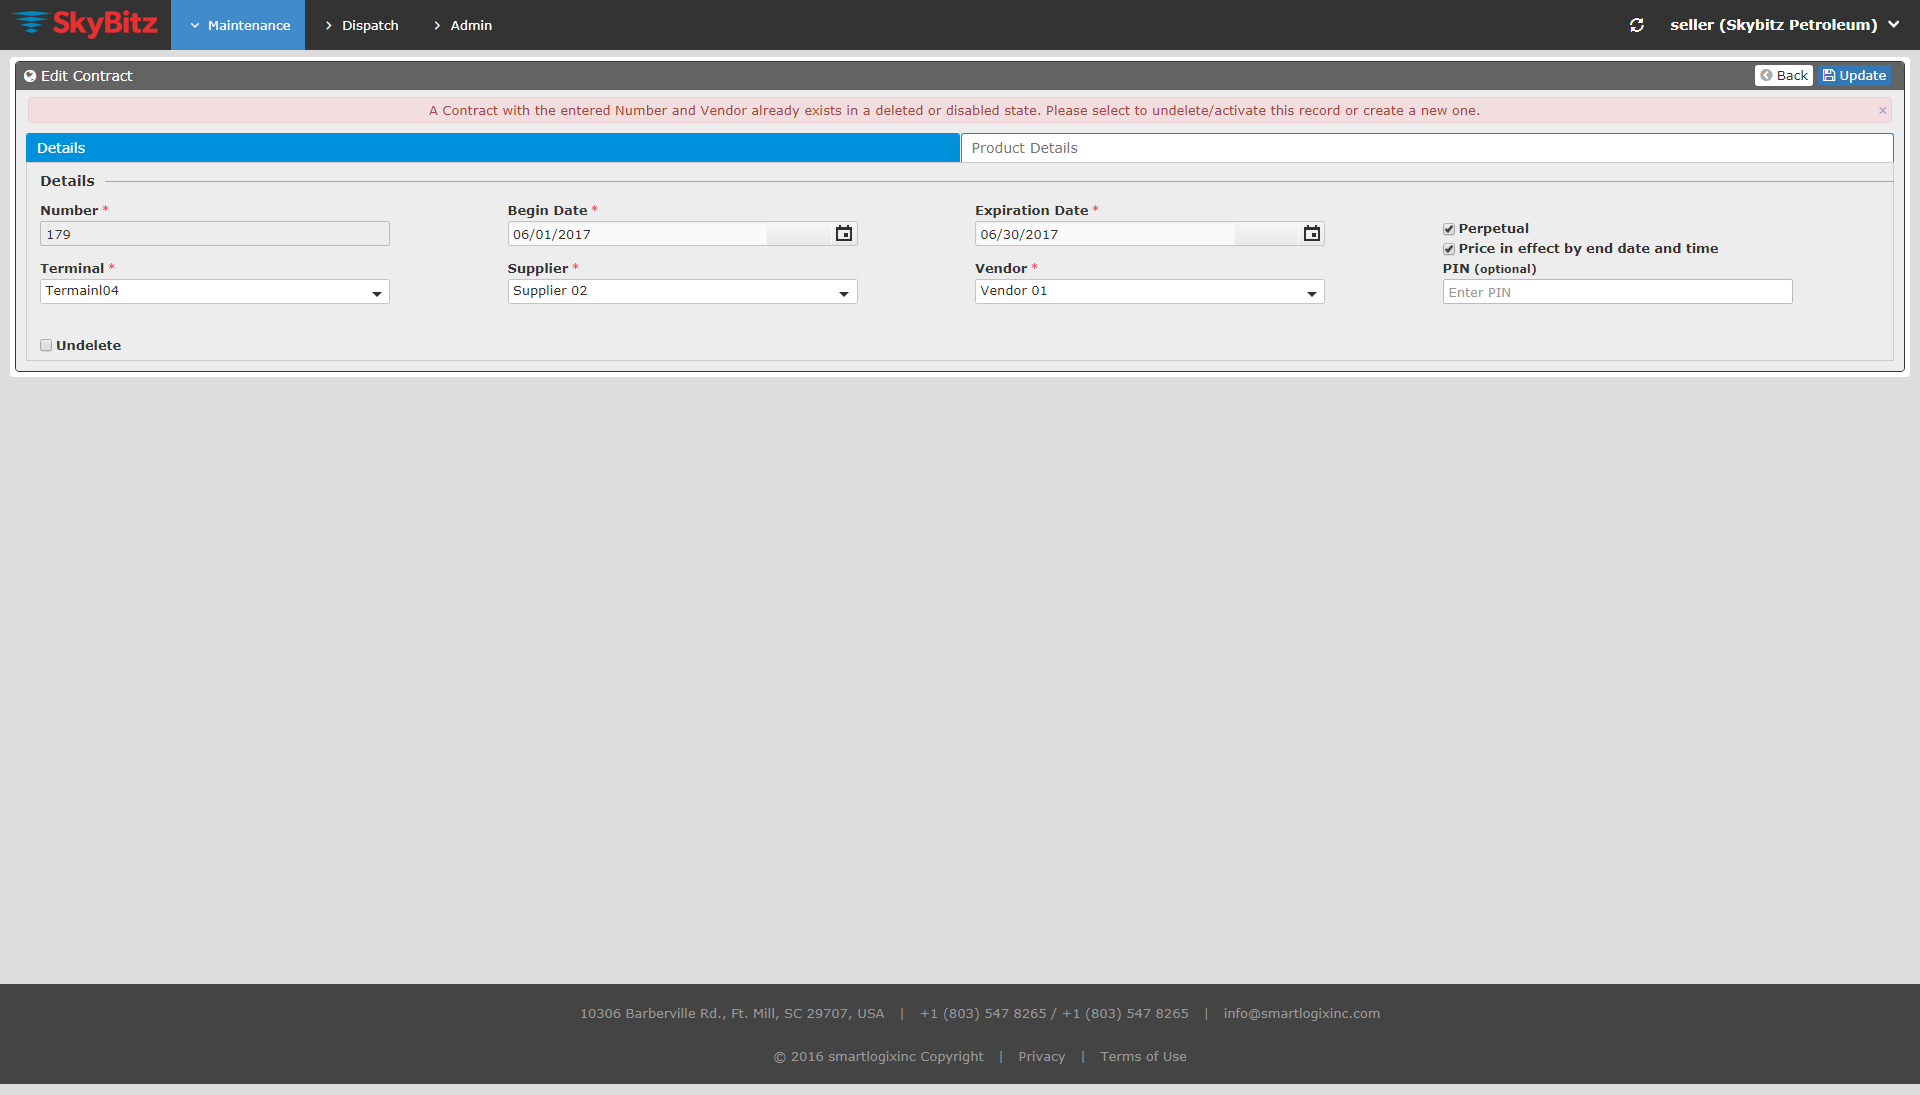 SkyBitz
Maintenance
Dispatch
Admin
seller (Skybitz Petroleum)
Edit Contract
Back
Update
A Contract with the entered Number and Vendor already exists in a deleted or disabled state. Please select to undelete/activate this record or create a new one.
×
Details
Product Details
Details
Number *
Begin Date *
Expiration Date *
179
06/01/2017
06/30/2017
Perpetual
Price in effect by end date and time
Terminal *
Supplier *
Vendor *
PIN (optional)
Termainl04
Supplier 02
Vendor 01
Enter PIN
Undelete
10306 Barberville Rd., Ft. Mill, SC 29707, USA | +1 (803) 547 8265 / +1 (803) 547 8265 | info@smartlogixinc.com
© 2016 smartlogixinc Copyright | Privacy | Terms of Use